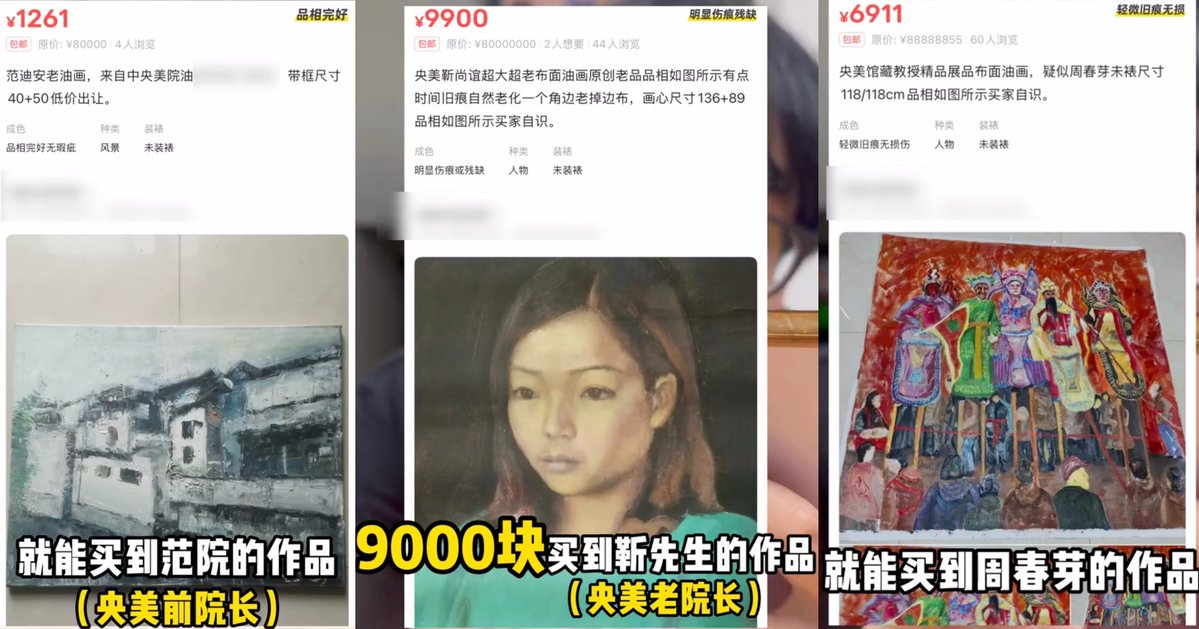 ¥1261
品相完好
包邮 原价: ¥80000 4人浏览
范迪安老油画，来自中央美院油
带框尺寸
40+50低价出让。
成色 种类 装裱
品相完好无瑕疵 风景 未装裱
就能买到范院的作品
（央美前院长）
¥9900
明显伤痕残缺
包邮 原价: ¥80000000 2人想要 44人浏览
央美靳尚谊超大超老布面油画原创老品品相如图所示有点
时间旧痕自然老化一个角边老掉边布，画心尺寸136+89
品相如图所示买家自识。
成色 种类 装裱
明显伤痕或残缺 人物 未装裱
9000块买到靳先生的作品
（央美老院长）
¥6911
轻微旧痕无损
包邮 原价: ¥88888855 60人浏览
央美馆藏教授精品展品布面油画，疑似周春芽未裱尺寸
118/118cm品相如图所示买家自识。
成色 种类 装裱
轻微旧痕无损伤 人物 未装裱
就能买到周春芽的作品